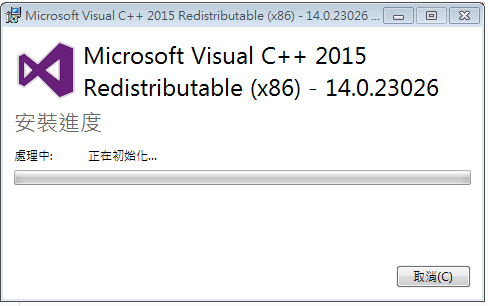 Microsoft Visual C++ 2015 Redistributable (x86) - 14.0.23026 ...
Microsoft Visual C++ 2015
Redistributable (x86) - 14.0.23026
安裝進度
處理中: 正在初始化...
取消(C)